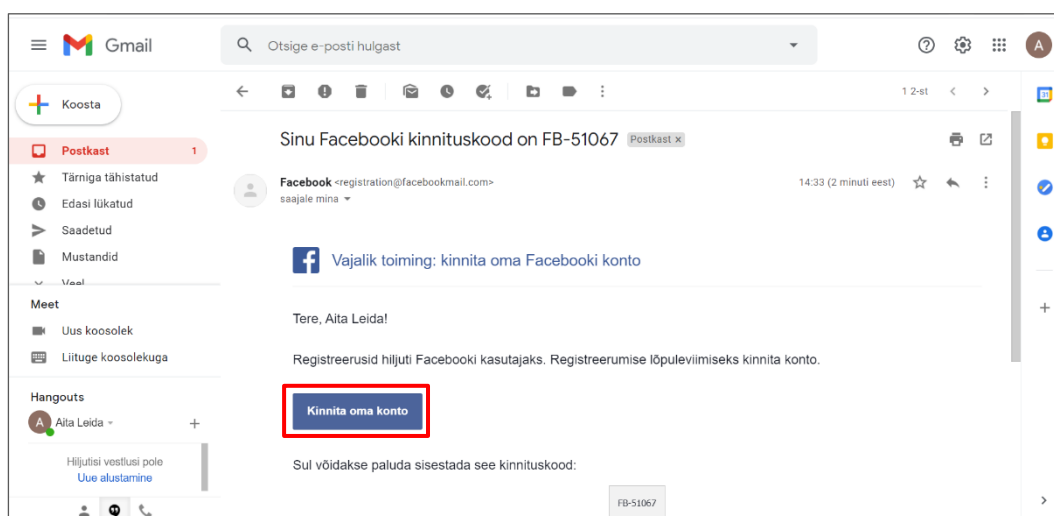 Gmail
Otsige e-posti hulgast
A
Koosta
1 2-st
31
Postkast 1
Tärniga tähistatud
Edasi lükatud
Saadetud
Mustandid
Veel
Sinu Facebooki kinnituskood on FB-51067 Postkast x
Facebook <registration@facebookmail.com> 14:33 (2 minuti eest)
saajale mina
f Vajalik toiming: kinnita oma Facebooki konto
Tere, Aita Leida!
Registreerusid hiljuti Facebooki kasutajaks. Registreerumise lõpuleviimiseks kinnita konto.
Kinnita oma konto
Sul võidakse paluda sisestada see kinnituskood:
FB-51067
Meet
Uus koosolek
Liituge koosolekuga
Hangouts
A Aita Leida
Hiljutisi vestlusi pole
Uue alustamine